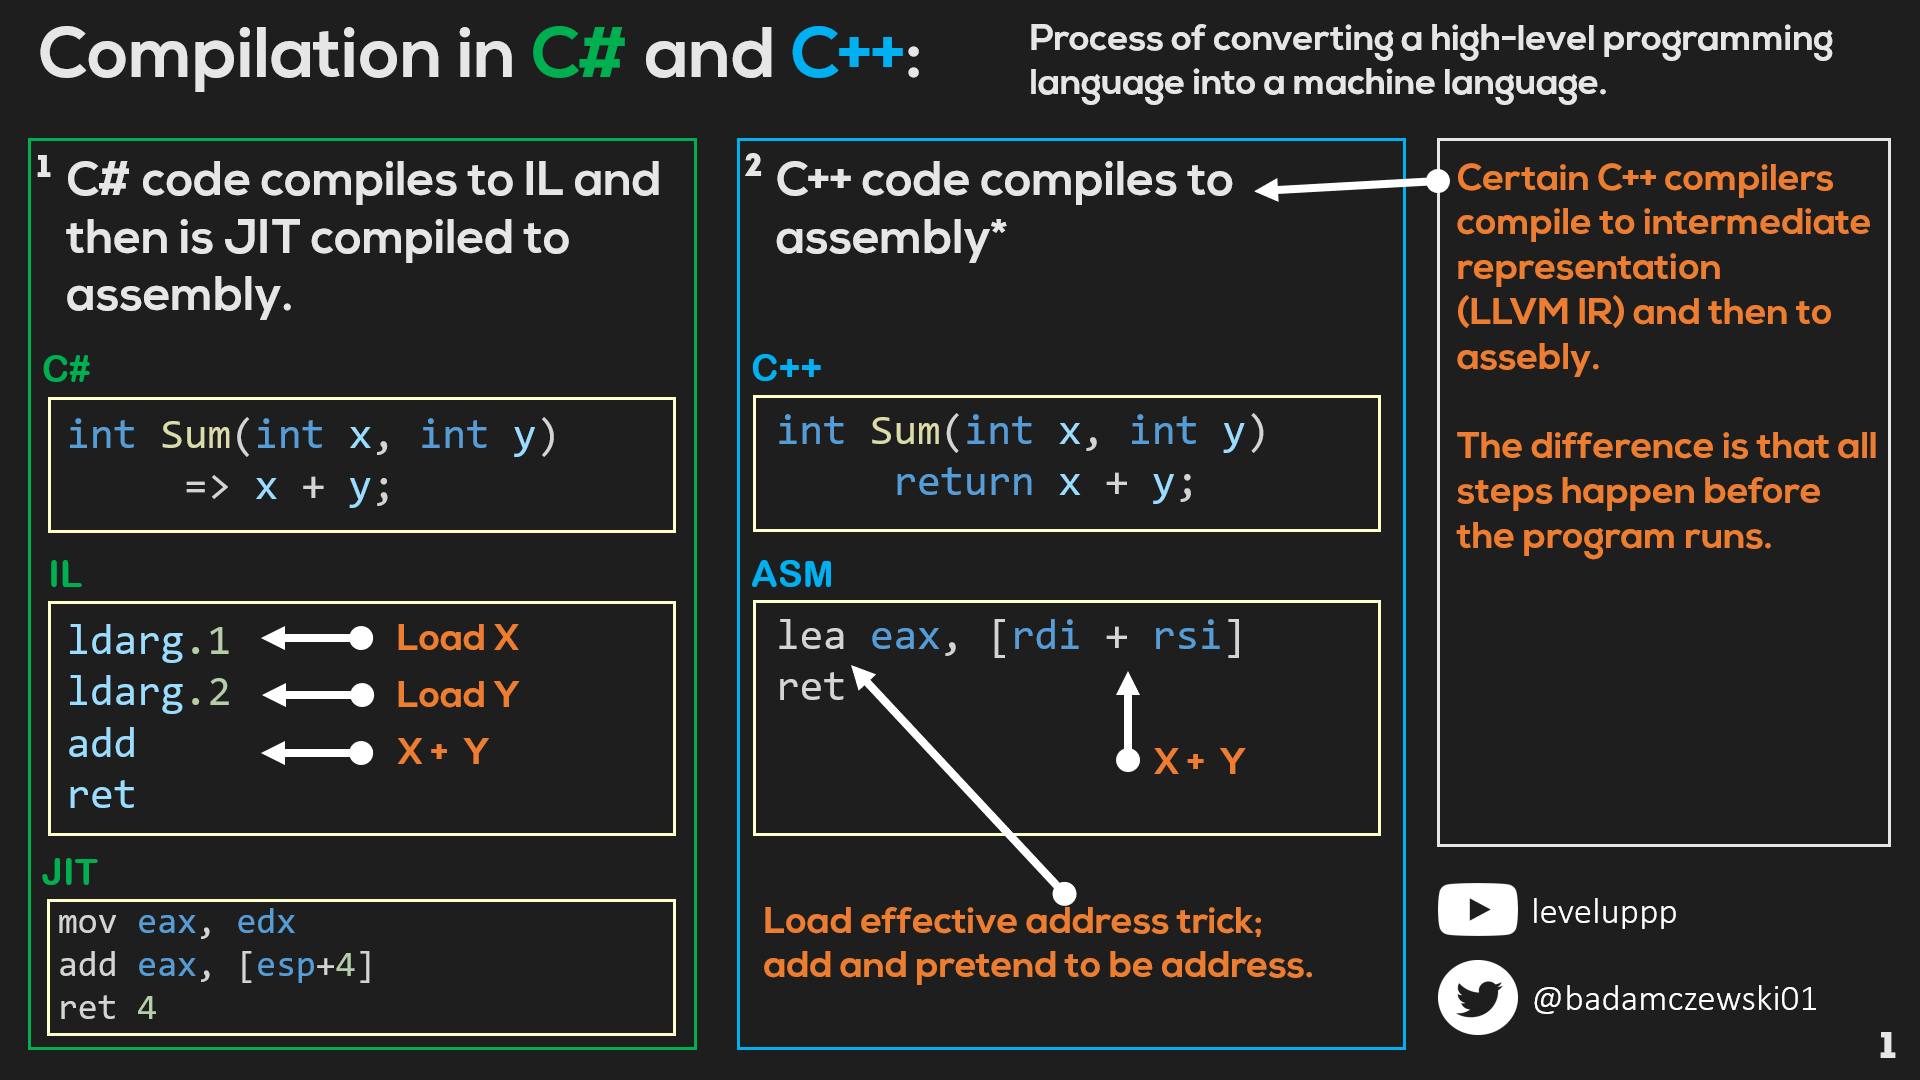 Compilation in C# and C++:
Process of converting a high-level programming
language into a machine language.
1
C# code compiles to IL and
then is JIT compiled to
assembly.
C#
int Sum(int x, int y)
=> x + y;
IL
ldarg.1
Load X
ldarg.2
Load Y
add
X + Y
ret
JIT
mov eax, edx
add eax, [esp+4]
ret 4
2
C++ code compiles to
assembly*
C++
int Sum(int x, int y)
return x + y;
ASM
lea eax, [rdi + rsi]
ret
X + Y
Load effective address trick;
add and pretend to be address.
Certain C++ compilers
compile to intermediate
representation
(LLVM IR) and then to
assebly.
The difference is that all
steps happen before
the program runs.
leveluppp
@badamczewski01
1